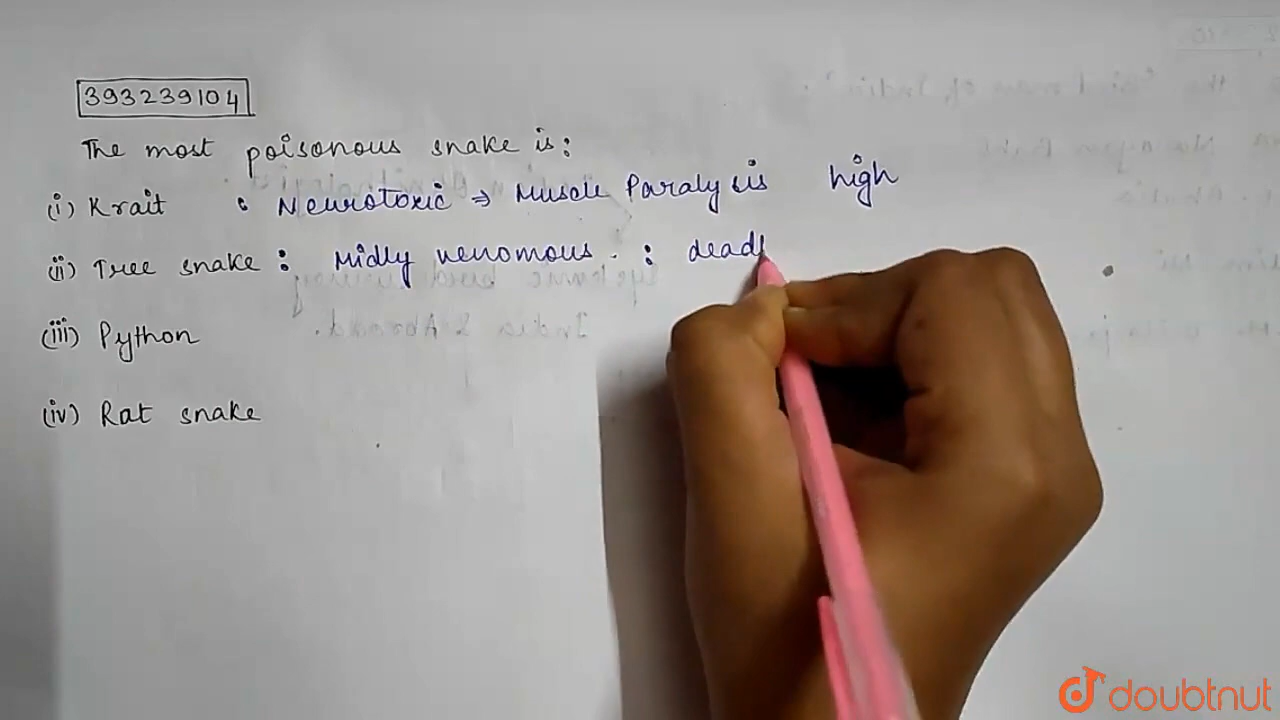 393239104
The most poisonous snake is:
(i) Krait : Neurotoxic ⇒ Muscle Paralysis high
(ii) Tree snake : Midly venomous . : deadl
(iii) Python
(iv) Rat snake
doubtnut